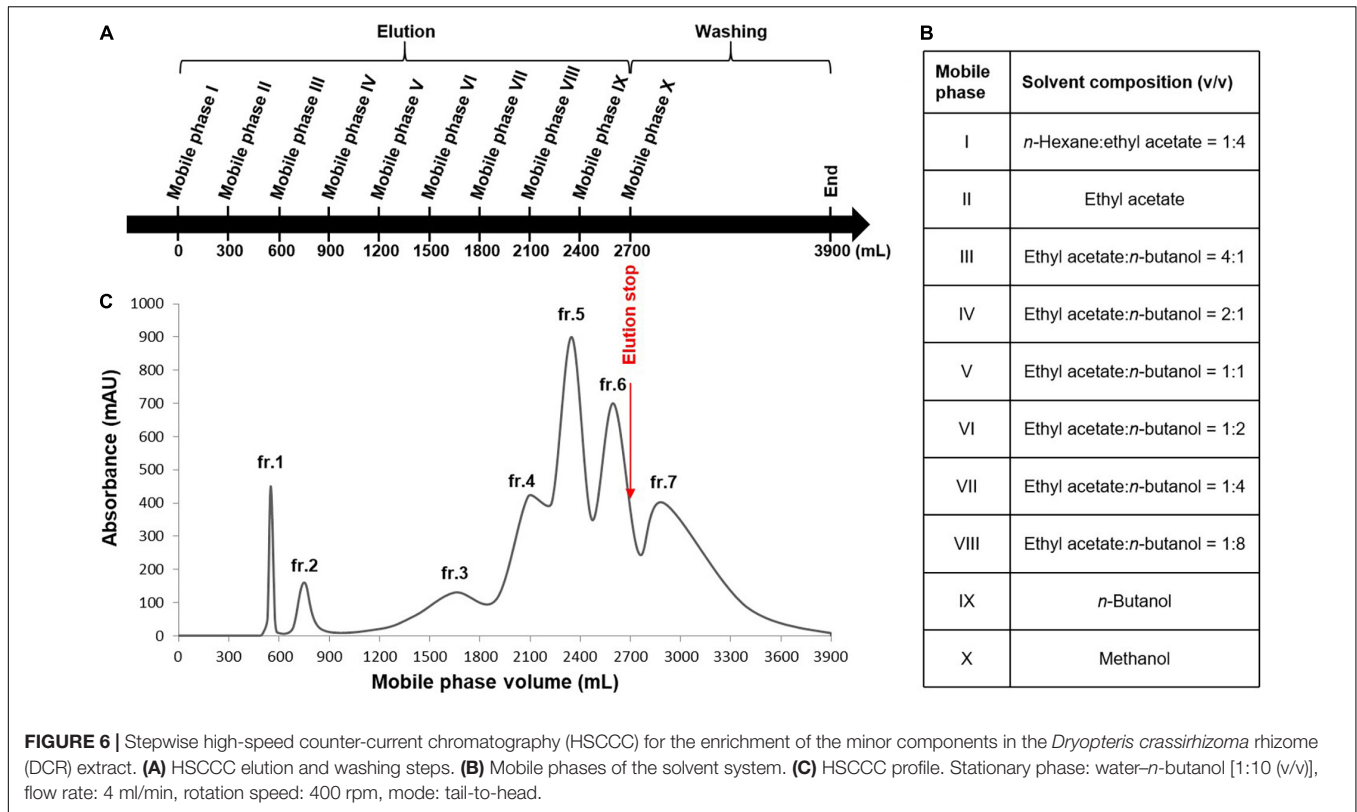 A
Elution
Washing
Mobile phase I
Mobile phase II
Mobile phase III
Mobile phase IV
Mobile phase V
Mobile phase VI
Mobile phase VII
Mobile phase VIII
Mobile phase IX
Mobile phase X
End
0 300 600 900 1200 1500 1800 2100 2400 2700 3900 (mL)
B
Mobile phase Solvent composition (v/v)
I n-Hexane:ethyl acetate = 1:4
II Ethyl acetate
III Ethyl acetate:n-butanol = 4:1
IV Ethyl acetate:n-butanol = 2:1
V Ethyl acetate:n-butanol = 1:1
VI Ethyl acetate:n-butanol = 1:2
VII Ethyl acetate:n-butanol = 1:4
VIII Ethyl acetate:n-butanol = 1:8
IX n-Butanol
X Methanol
C
Absorbance (mAU)
1000
900
800
700
600
500
400
300
200
100
0
fr.1
fr.2
fr.3
fr.4
fr.5
fr.6
fr.7
Elution stop
0 300 600 900 1200 1500 1800 2100 2400 2700 3000 3300 3600 3900
Mobile phase volume (mL)
FIGURE 6 | Stepwise high-speed counter-current chromatography (HSCCC) for the enrichment of the minor components in the Dryopteris crassirhizoma rhizome
(DCR) extract. (A) HSCCC elution and washing steps. (B) Mobile phases of the solvent system. (C) HSCCC profile. Stationary phase: water–n-butanol [1:10 (v/v)],
flow rate: 4 ml/min, rotation speed: 400 rpm, mode: tail-to-head.